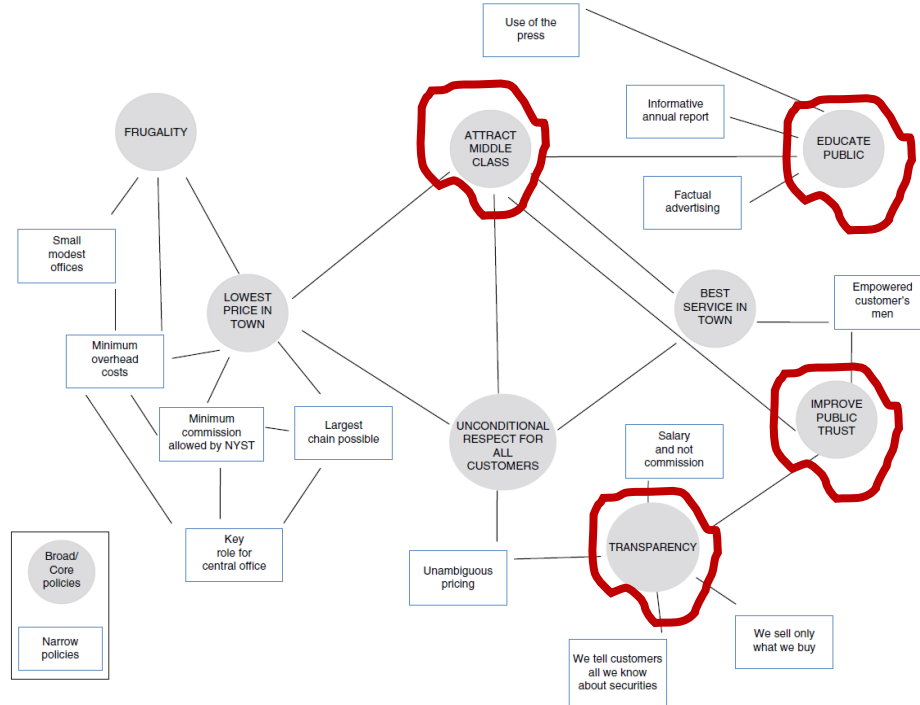 Use of the
press
FRUGALITY
ATTRACT
MIDDLE
CLASS
Informative
annual report
EDUCATE
PUBLIC
Factual
advertising
Small
modest
offices
LOWEST
PRICE IN
TOWN
BEST
SERVICE IN
TOWN
Empowered
customer's
men
Minimum
overhead
costs
Minimum
commission
allowed by NYST
Largest
chain possible
UNCONDITIONAL
RESPECT FOR
ALL
CUSTOMERS
IMPROVE
PUBLIC
TRUST
Salary
and not
commission
Key
role for
central office
TRANSPARENCY
Unambiguous
pricing
Broad/
Core
policies
Narrow
policies
We tell customers
all we know
about securities
We sell only
what we buy